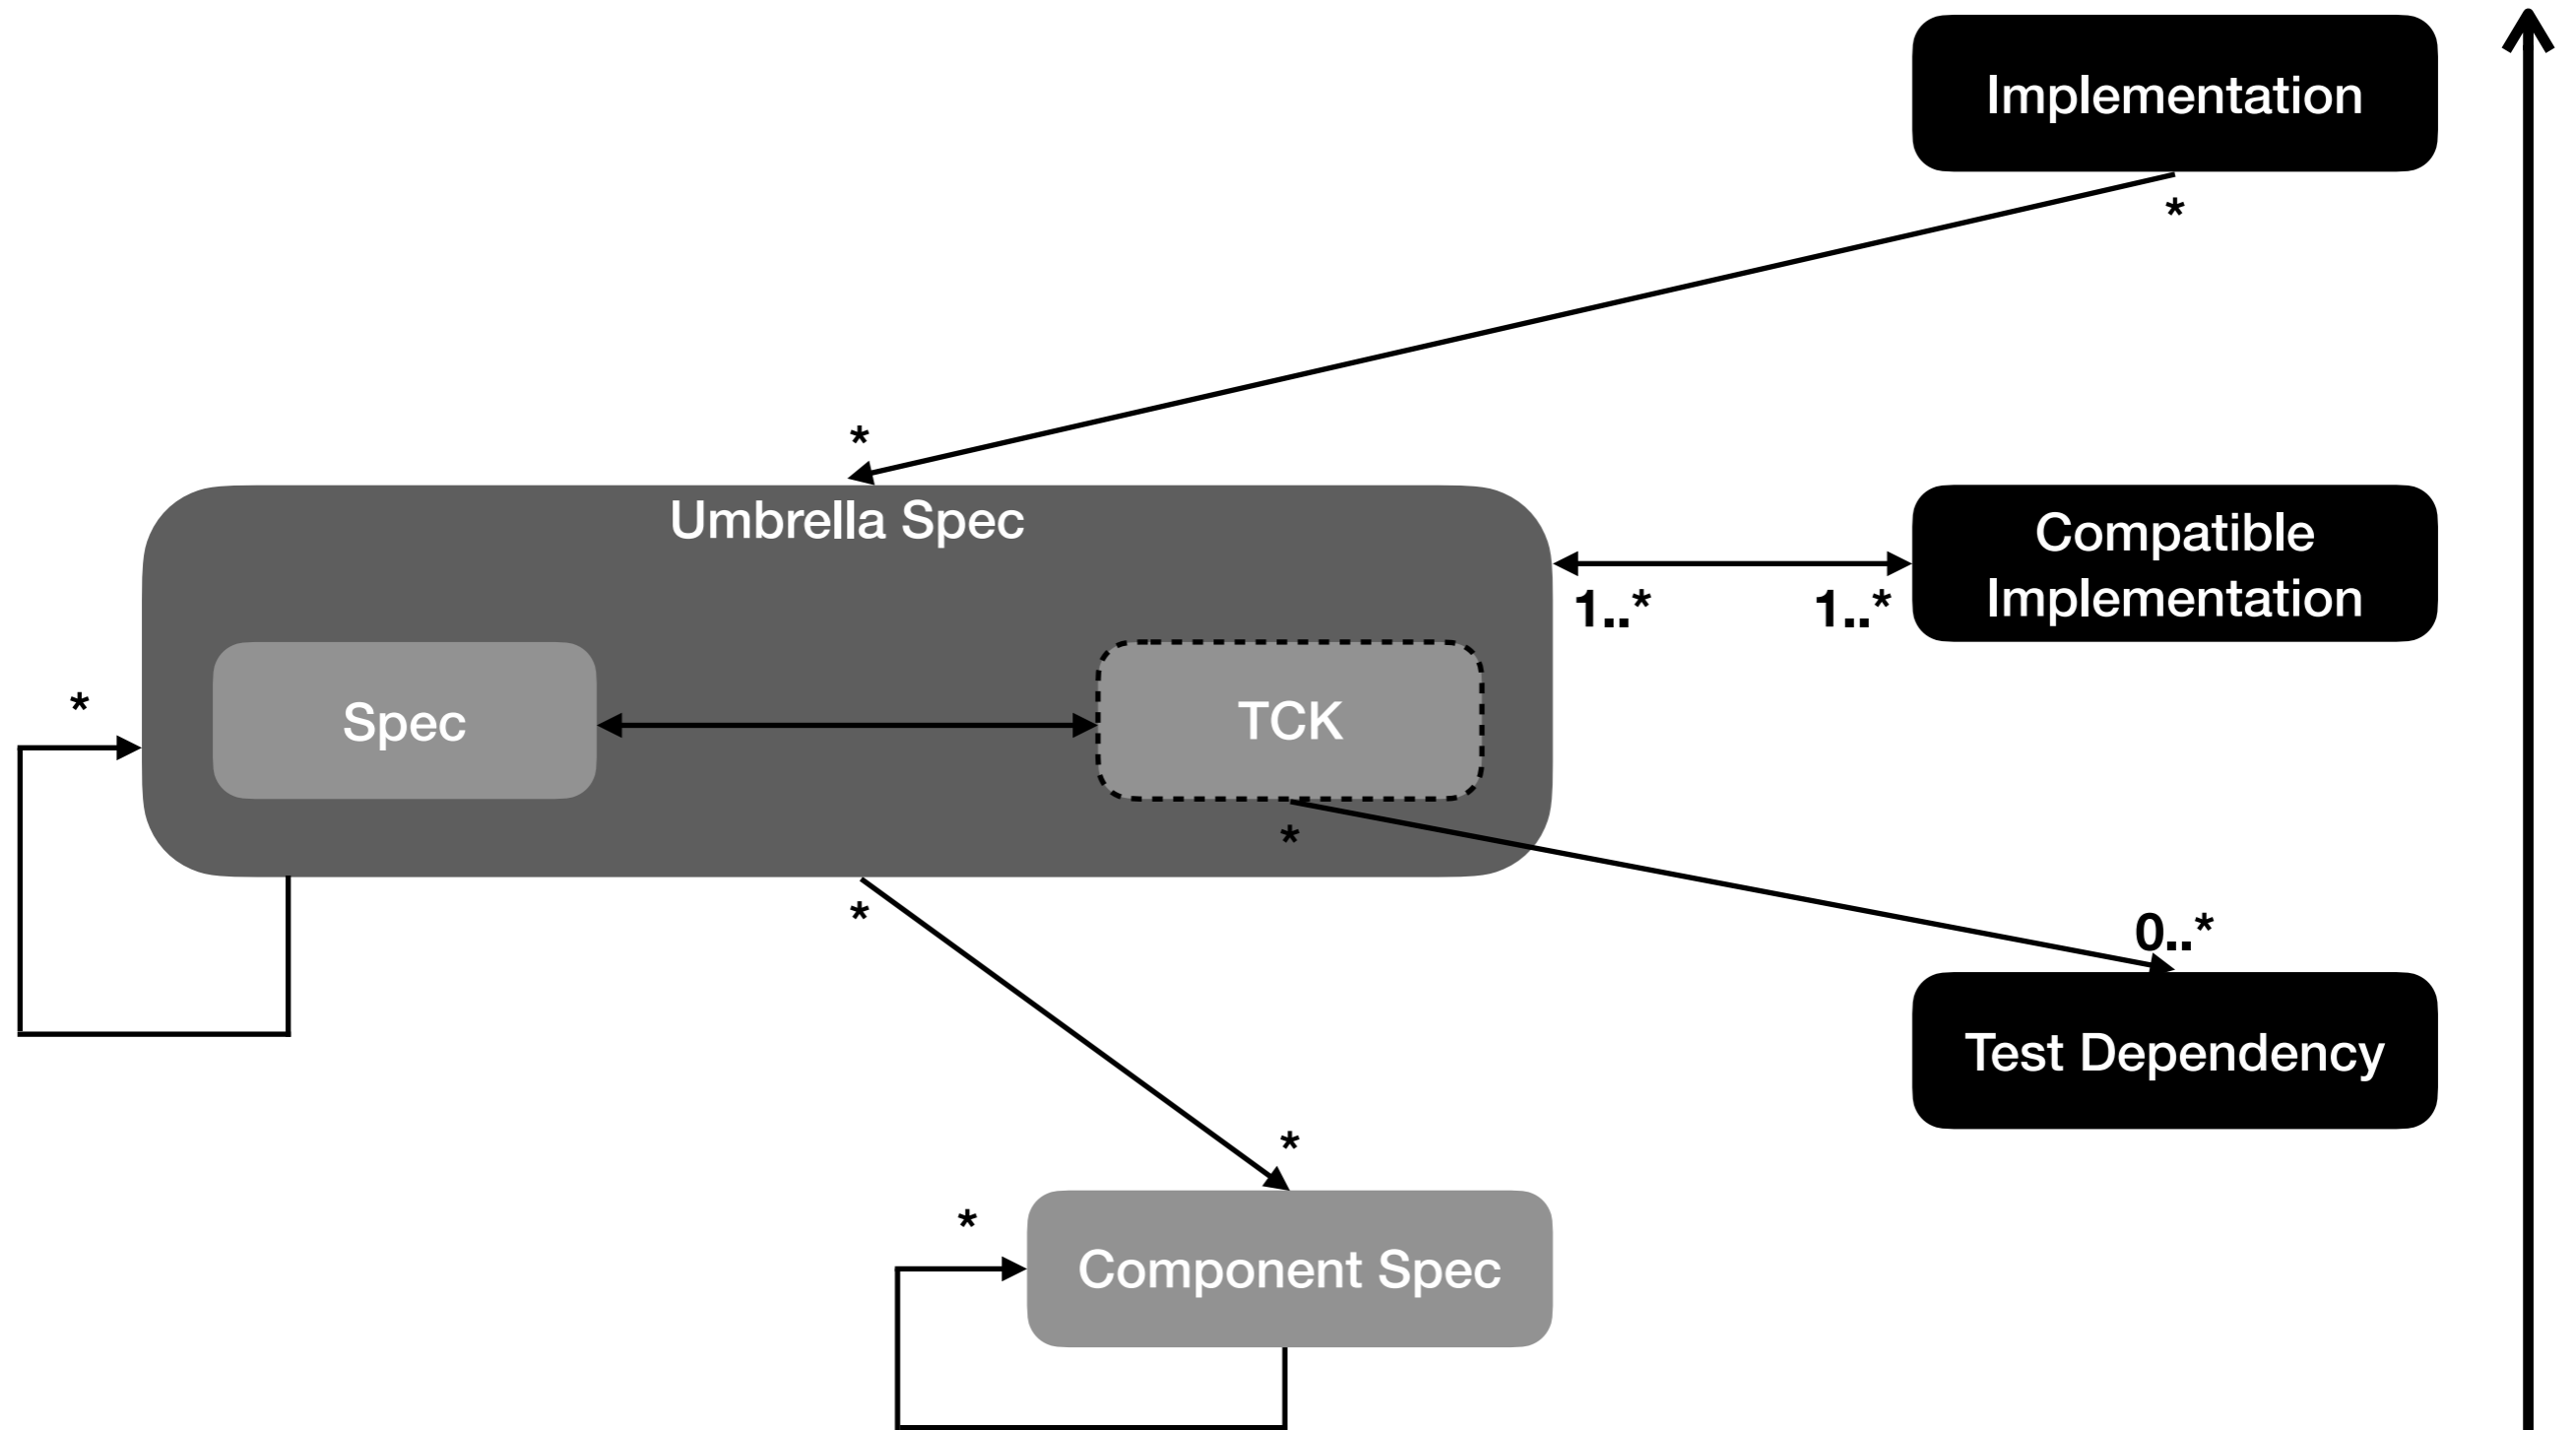 Implementation
*
*
Umbrella Spec
Compatible
Implementation
1..*
1..*
Spec
TCK
*
*
*
0..*
Test Dependency
*
*
Component Spec